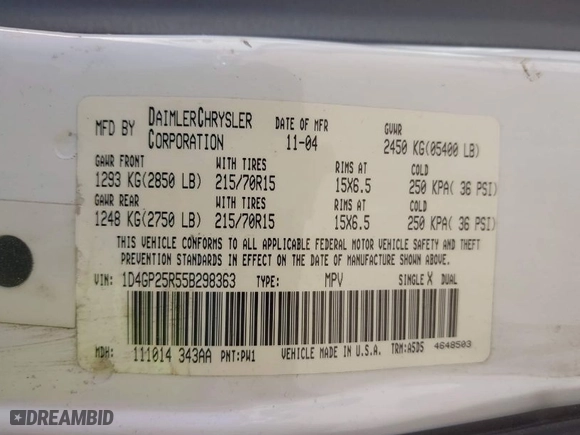 MFD BY DAIMLERCHRYSLER CORPORATION DATE OF MFR 11-04 GVWR 2450 KG(05400 LB)
GAWR FRONT WITH TIRES RIMS AT COLD
1293 KG(2850 LB) 215/70R15 15X6.5 250 KPA( 36 PSI)
GAWR REAR WITH TIRES RIMS AT COLD
1248 KG(2750 LB) 215/70R15 15X6.5 250 KPA( 36 PSI)
THIS VEHICLE CONFORMS TO ALL APPLICABLE FEDERAL MOTOR VEHICLE SAFETY AND THEFT
PREVENTION STANDARDS IN EFFECT ON THE DATE OF MANUFACTURE SHOWN ABOVE.
VIN: 1D4GP25R55B298363 TYPE: MPV SINGLE X DUAL
MDH: 111014 343AA PNT:PW1 VEHICLE MADE IN U.S.A. TRM:A5D5 4648503
DREAMBID